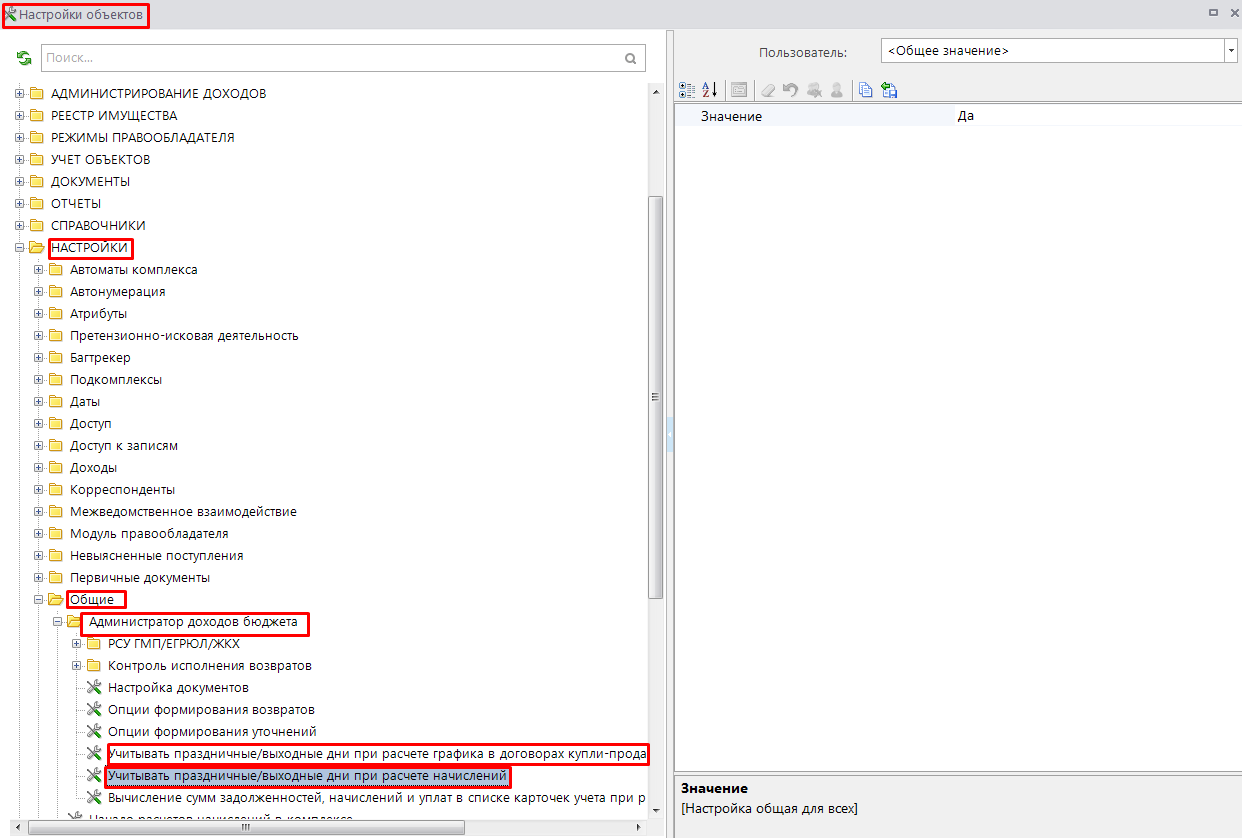 Настройки объектов
Поиск...
Пользователь:
<Общее значение>
АДМИНИСТРИРОВАНИЕ ДОХОДОВ
РЕЕСТР ИМУЩЕСТВА
РЕЖИМЫ ПРАВООБЛАДАТЕЛЯ
УЧЕТ ОБЪЕКТОВ
ДОКУМЕНТЫ
ОТЧЕТЫ
СПРАВОЧНИКИ
НАСТРОЙКИ
Автоматы комплекса
Автонумерация
Атрибуты
Претензионно-исковая деятельность
Багтрекер
Подкомплексы
Даты
Доступ
Доступ к записям
Доходы
Корреспонденты
Межведомственное взаимодействие
Модуль правообладателя
Невыясненные поступления
Первичные документы
Общие
Администратор доходов бюджета
РСУ ГМП/ЕГРЮЛ/ЖКХ
Контроль исполнения возвратов
Настройка документов
Опции формирования возвратов
Опции формирования уточнений
Учитывать праздничные/выходные дни при расчете графика в договорах купли-прода
Учитывать праздничные/выходные дни при расчете начислений
Вычисление сумм задолженностей, начислений и уплат в списке карточек учета при р
Начало расчетов начислений в комплексе
Значение Да
Значение
[Настройка общая для всех]